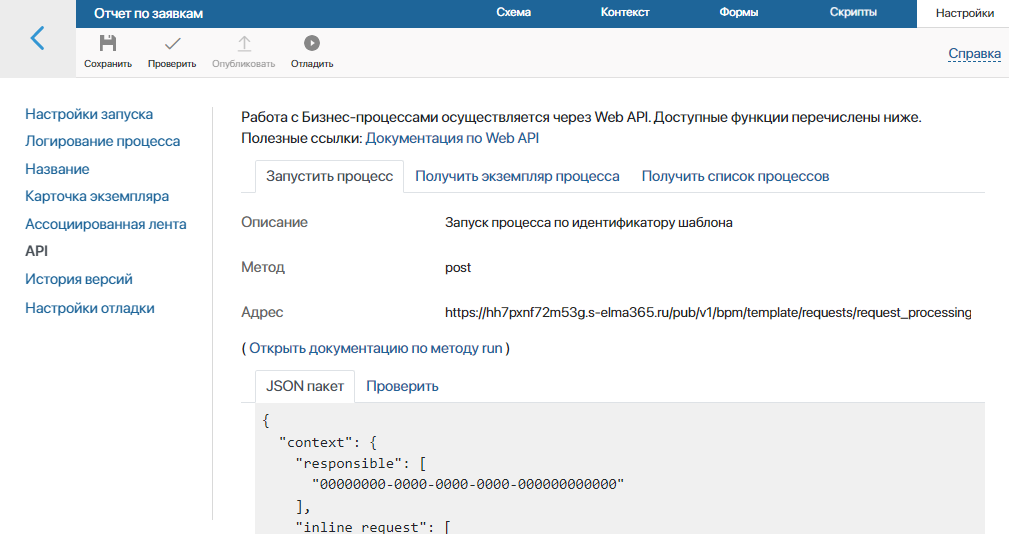 Отчет по заявкам
Схема
Контекст
Формы
Скрипты
Настройки
Сохранить
Проверить
Опубликовать
Отладить
Справка
Настройки запуска
Логирование процесса
Название
Карточка экземпляра
Ассоциированная лента
API
История версий
Настройки отладки
Работа с Бизнес-процессами осуществляется через Web API. Доступные функции перечислены ниже.
Полезные ссылки: Документация по Web API
Запустить процесс
Получить экземпляр процесса
Получить список процессов
Описание
Запуск процесса по идентификатору шаблона
Метод
post
Адрес
https://hh7pxnf72m53g.s-elma365.ru/pub/v1/bpm/template/requests/request_processing
( Открыть документацию по методу run )
JSON пакет
Проверить
{
"context": {
"responsible": [
"00000000-0000-0000-0000-000000000000"
],
"inline_request": [